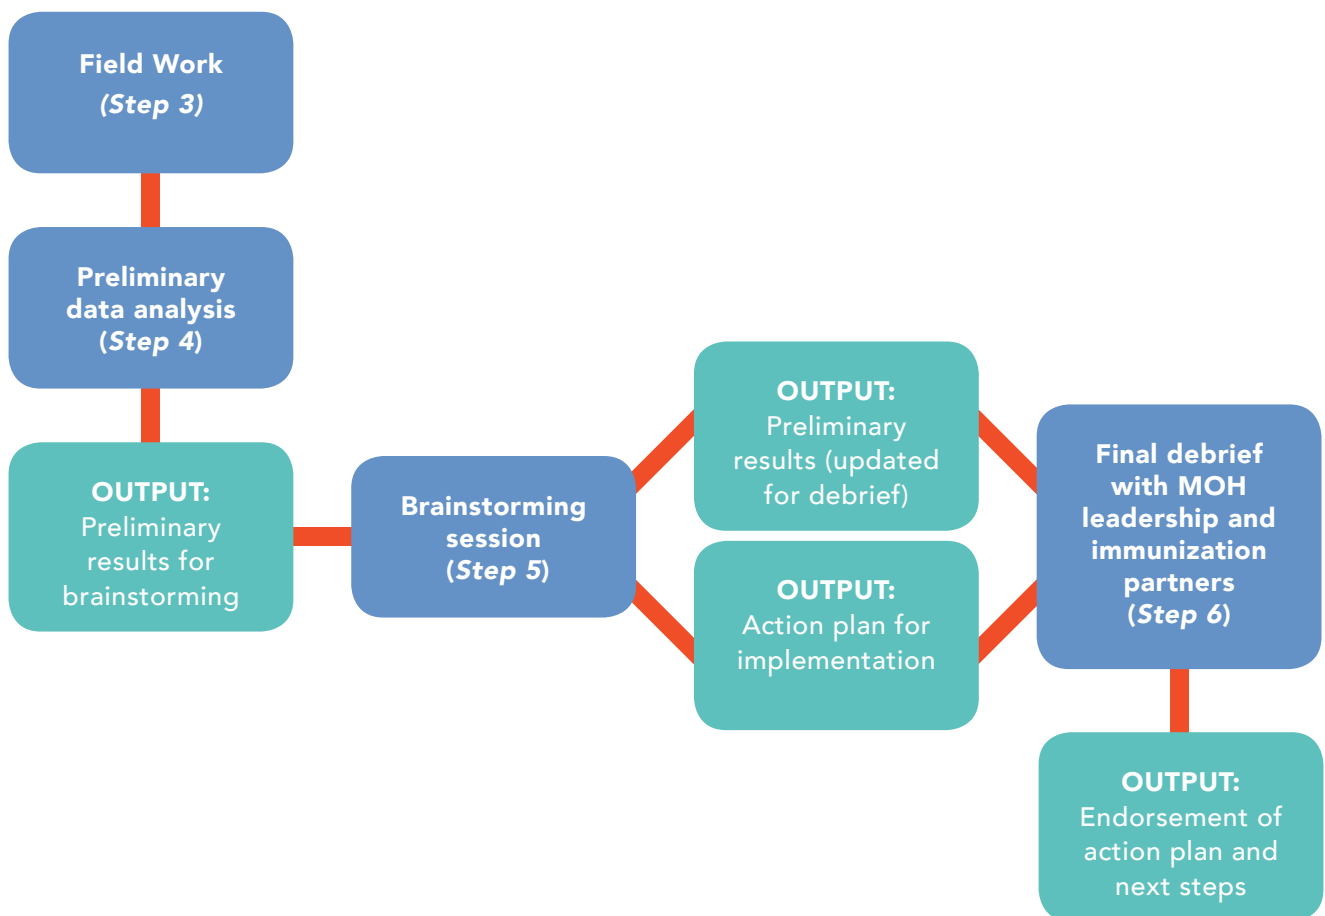 Field Work
(Step 3)
Preliminary
data analysis
(Step 4)
OUTPUT:
Preliminary
results for
brainstorming
Brainstorming
session
(Step 5)
OUTPUT:
Preliminary
results (updated
for debrief)
OUTPUT:
Action plan for
implementation
Final debrief
with MOH
leadership and
immunization
partners
(Step 6)
OUTPUT:
Endorsement of
action plan and
next steps